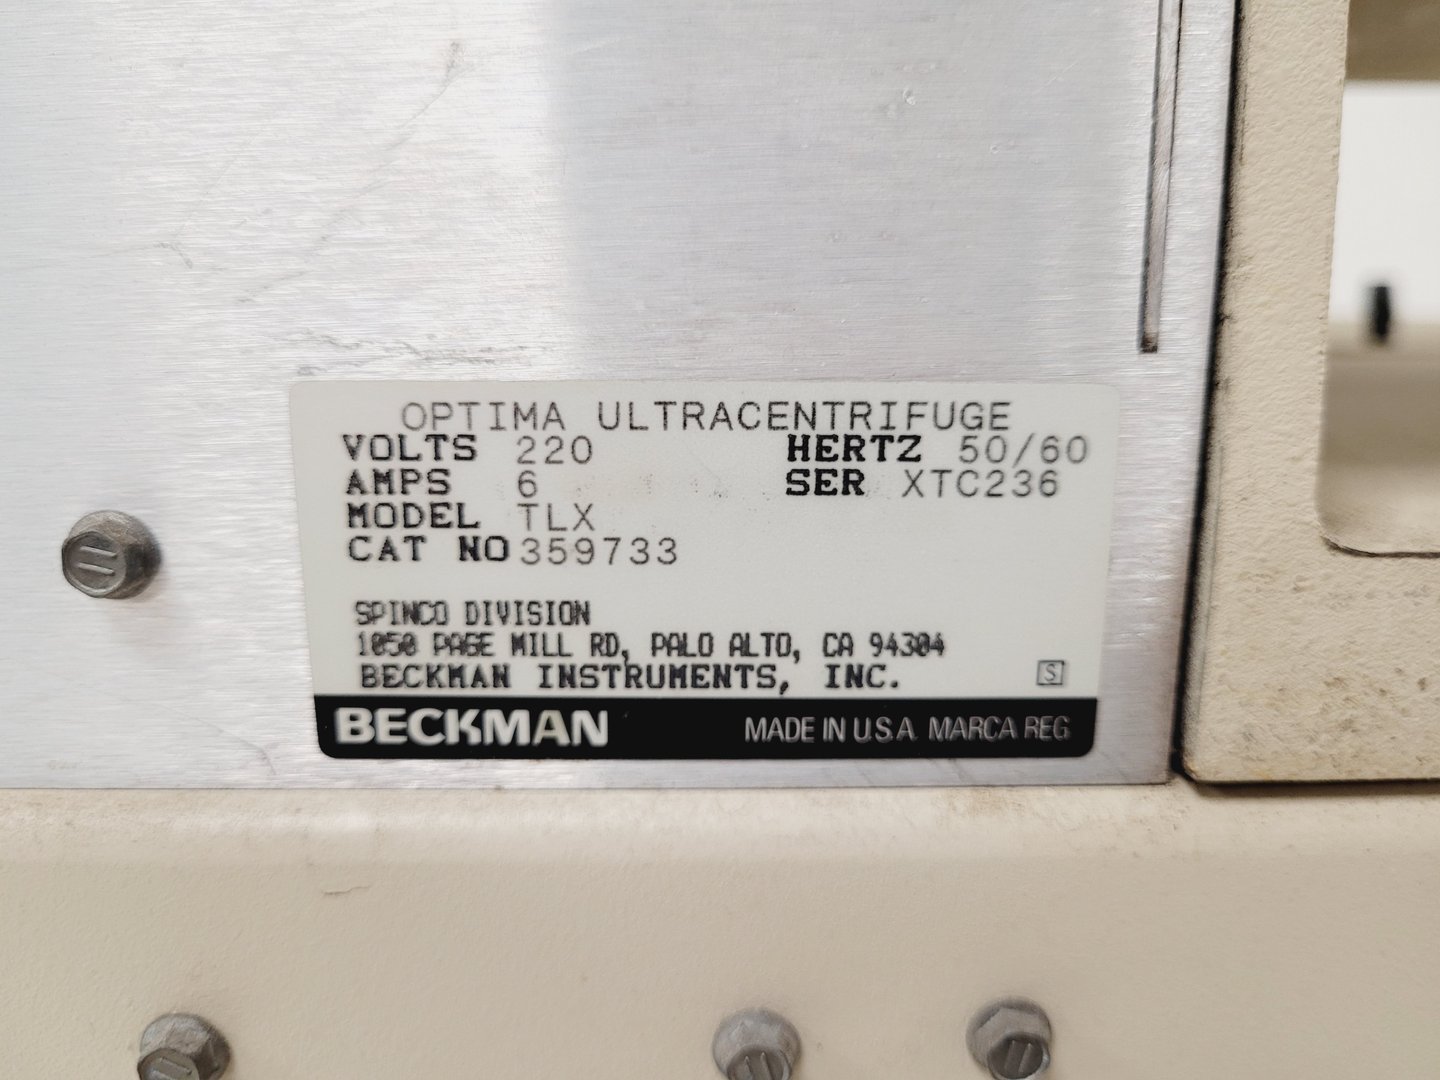 OPTIMA ULTRACENTRIFUGE
VOLTS 220 HERTZ 50/60
AMPS 6 SER XTC236
MODEL TLX
CAT NO 359733
SPINCO DIVISION
1050 PAGE MILL RD, PALO ALTO, CA 94304
BECKMAN INSTRUMENTS, INC.
S
BECKMAN MADE IN U.S.A. MARCA REG